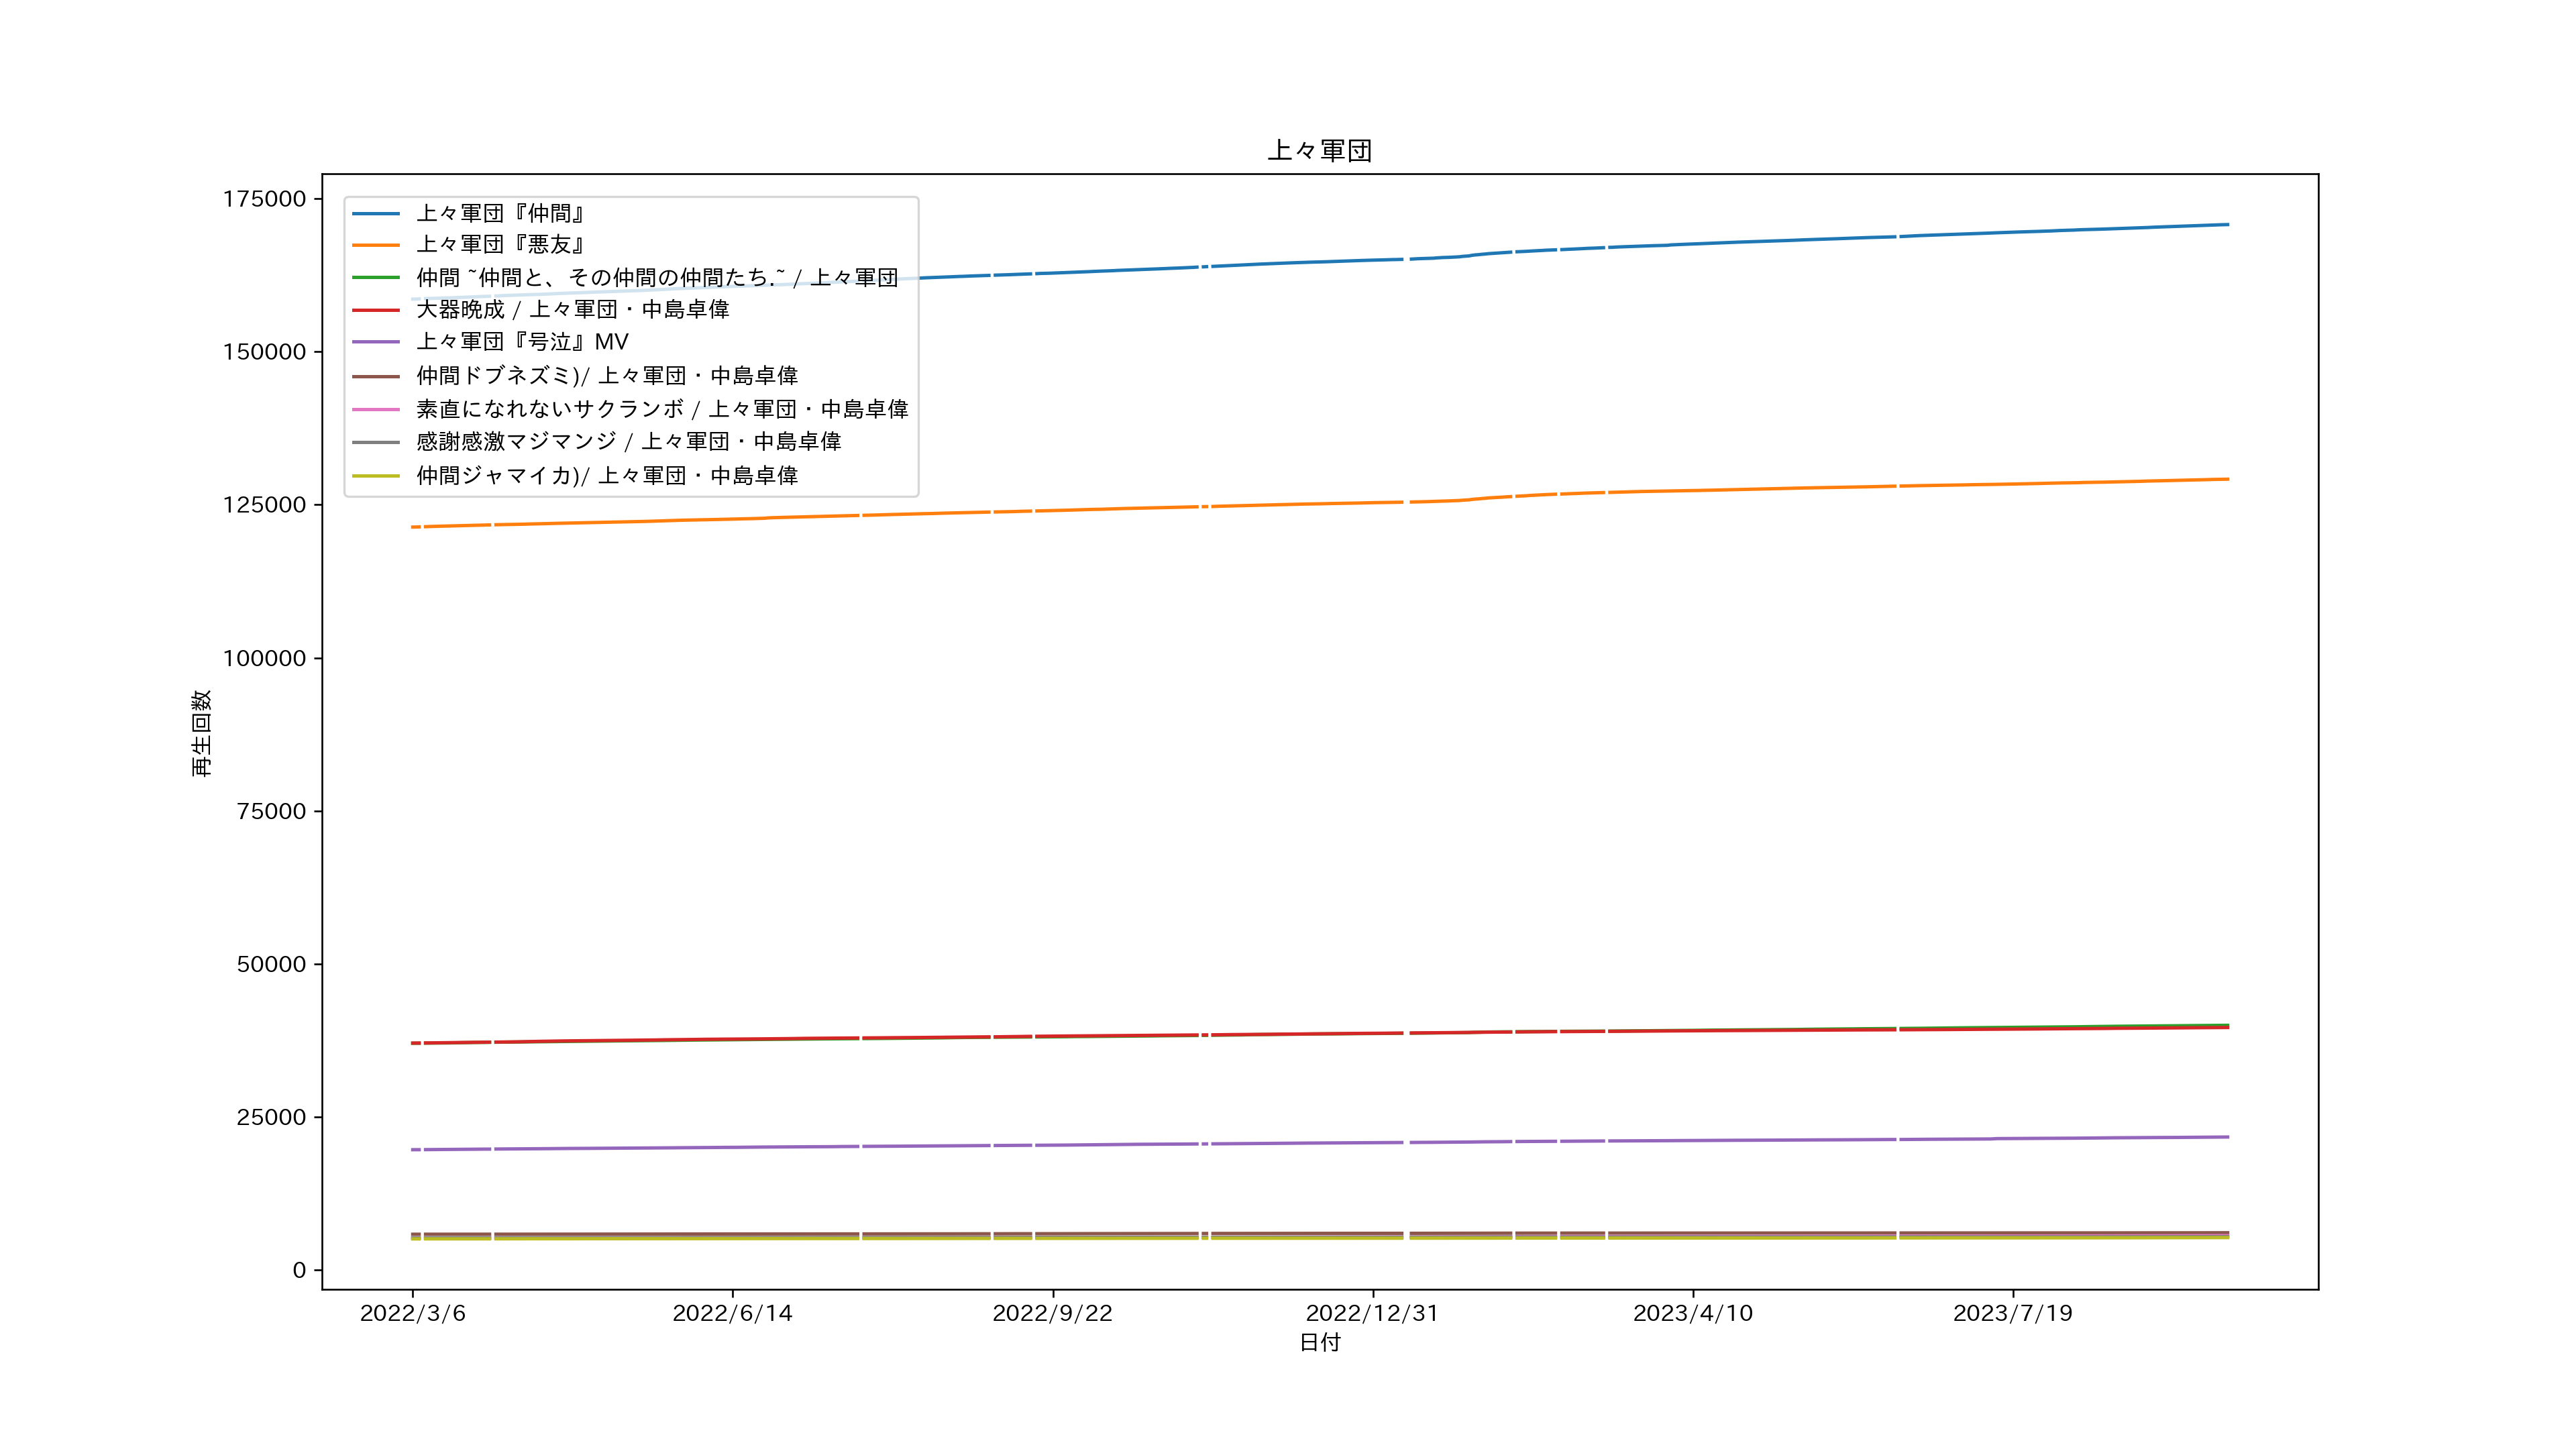 上々軍団
175000
150000
125000
100000
75000
50000
25000
0
再生回数
上々軍団『仲間』
上々軍団『悪友』
仲間 ~仲間と、その仲間の仲間たち.~ / 上々軍団
大器晩成 / 上々軍団・中島卓偉
上々軍団『号泣』MV
仲間ドブネズミ)/ 上々軍団・中島卓偉
素直になれないサクランボ / 上々軍団・中島卓偉
感謝感激マジマンジ / 上々軍団・中島卓偉
仲間ジャマイカ)/ 上々軍団・中島卓偉
2022/3/6 2022/6/14 2022/9/22 2022/12/31 2023/4/10 2023/7/19
日付